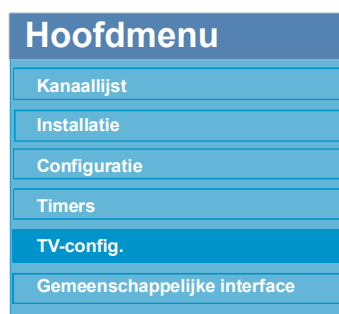 Hoofdmenu
Kanaallijst
Installatie
Configuratie
Timers
TV-config.
Gemeenschappelijke interface